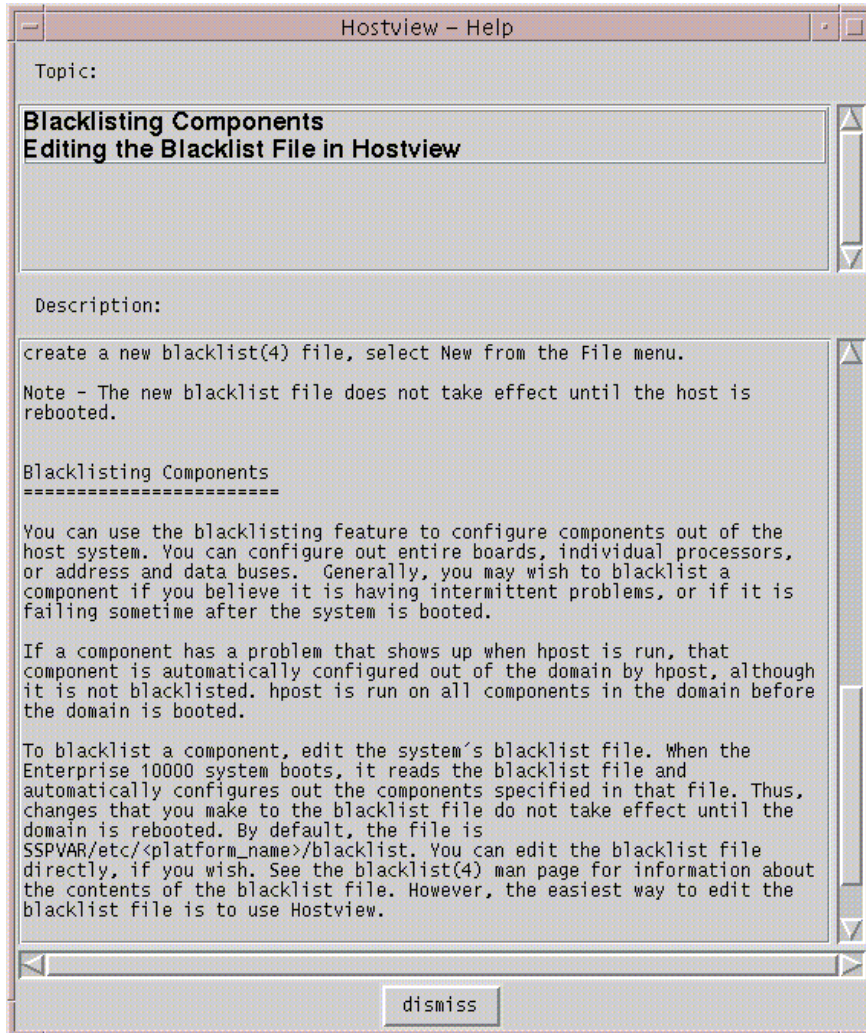 Hostview – Help
Topic:
Blacklisting Components
Editing the Blacklist File in Hostview
Description:
create a new blacklist(4) file, select New from the File menu.
Note - The new blacklist file does not take effect until the host is
rebooted.
Blacklisting Components
========================
You can use the blacklisting feature to configure components out of the
host system. You can configure out entire boards, individual processors,
or address and data buses.  Generally, you may wish to blacklist a
component if you believe it is having intermittent problems, or if it is
failing sometime after the system is booted.
If a component has a problem that shows up when hpost is run, that
component is automatically configured out of the domain by hpost, although
it is not blacklisted. hpost is run on all components in the domain before
the domain is booted.
To blacklist a component, edit the system´s blacklist file. When the
Enterprise 10000 system boots, it reads the blacklist file and
automatically configures out the components specified in that file. Thus,
changes that you make to the blacklist file do not take effect until the
domain is rebooted. By default, the file is
SSPVAR/etc/<platform_name>/blacklist. You can edit the blacklist file
directly, if you wish. See the blacklist(4) man page for information about
the contents of the blacklist file. However, the easiest way to edit the
blacklist file is to use Hostview.
dismiss